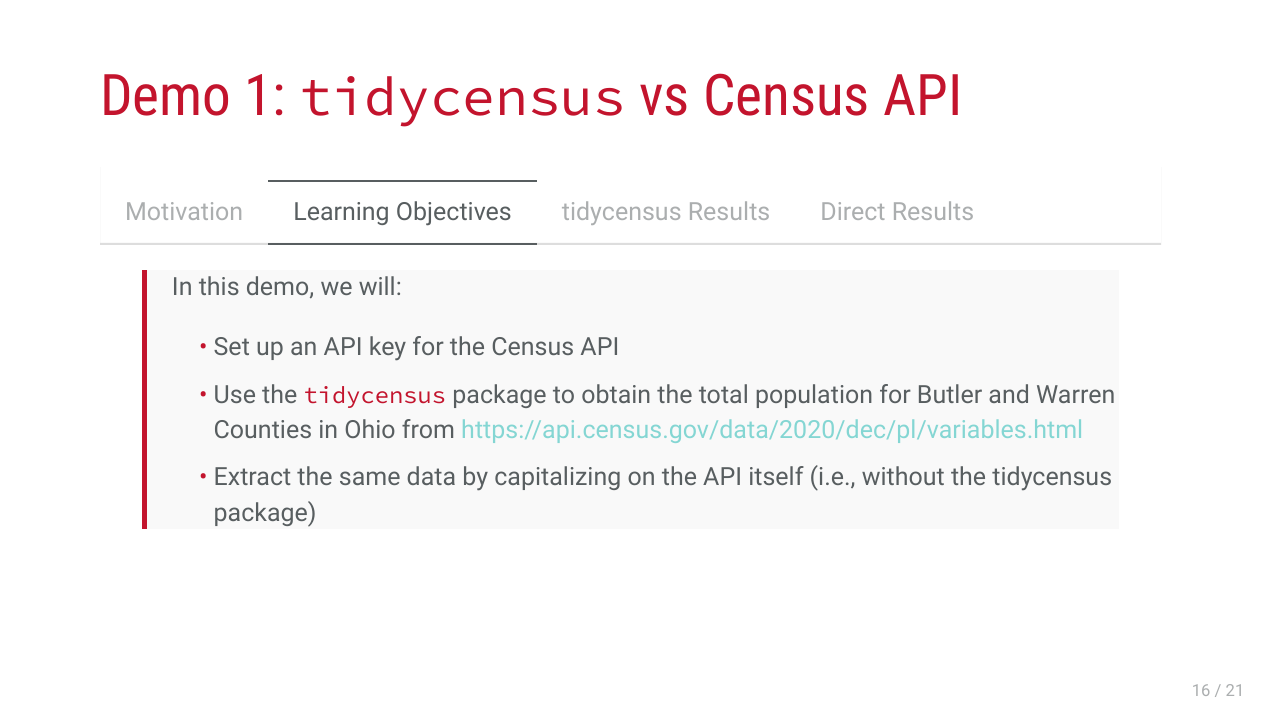 Demo 1: tidycensus vs Census API
Motivation Learning Objectives tidycensus Results Direct Results
In this demo, we will:
• Set up an API key for the Census API
• Use the tidycensus package to obtain the total population for Butler and Warren
Counties in Ohio from https://api.census.gov/data/2020/dec/pl/variables.html
• Extract the same data by capitalizing on the API itself (i.e., without the tidycensus
package)
16 / 21